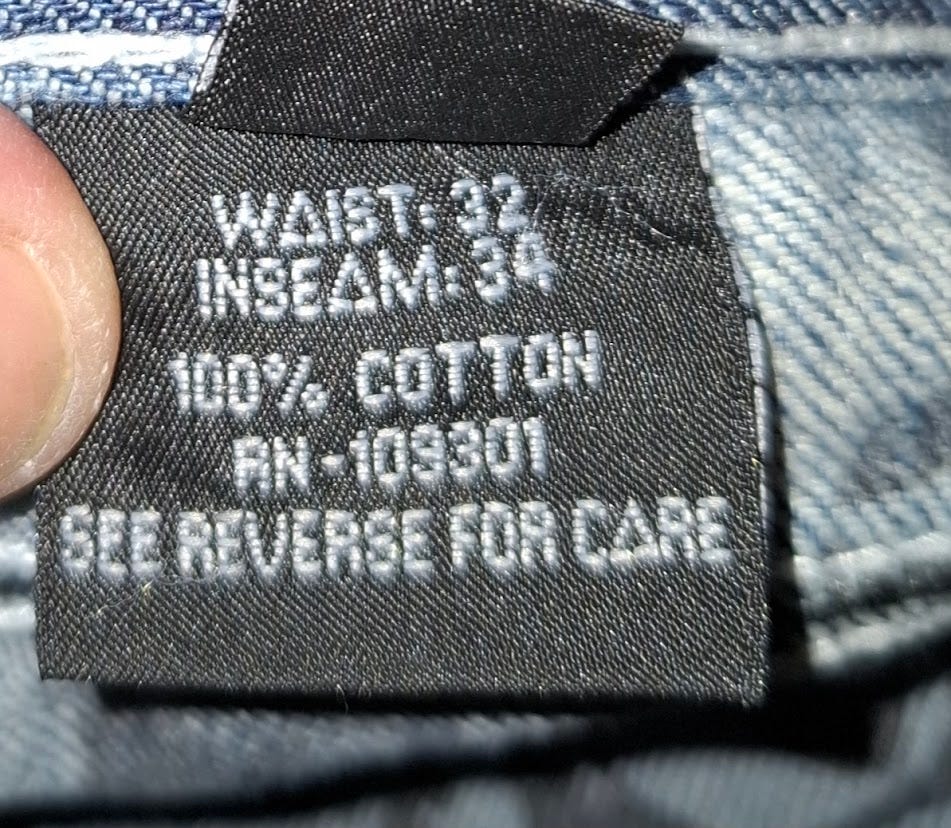 WAIST: 32
INSEAM: 34
100% COTTON
RN-109301
SEE REVERSE FOR CARE